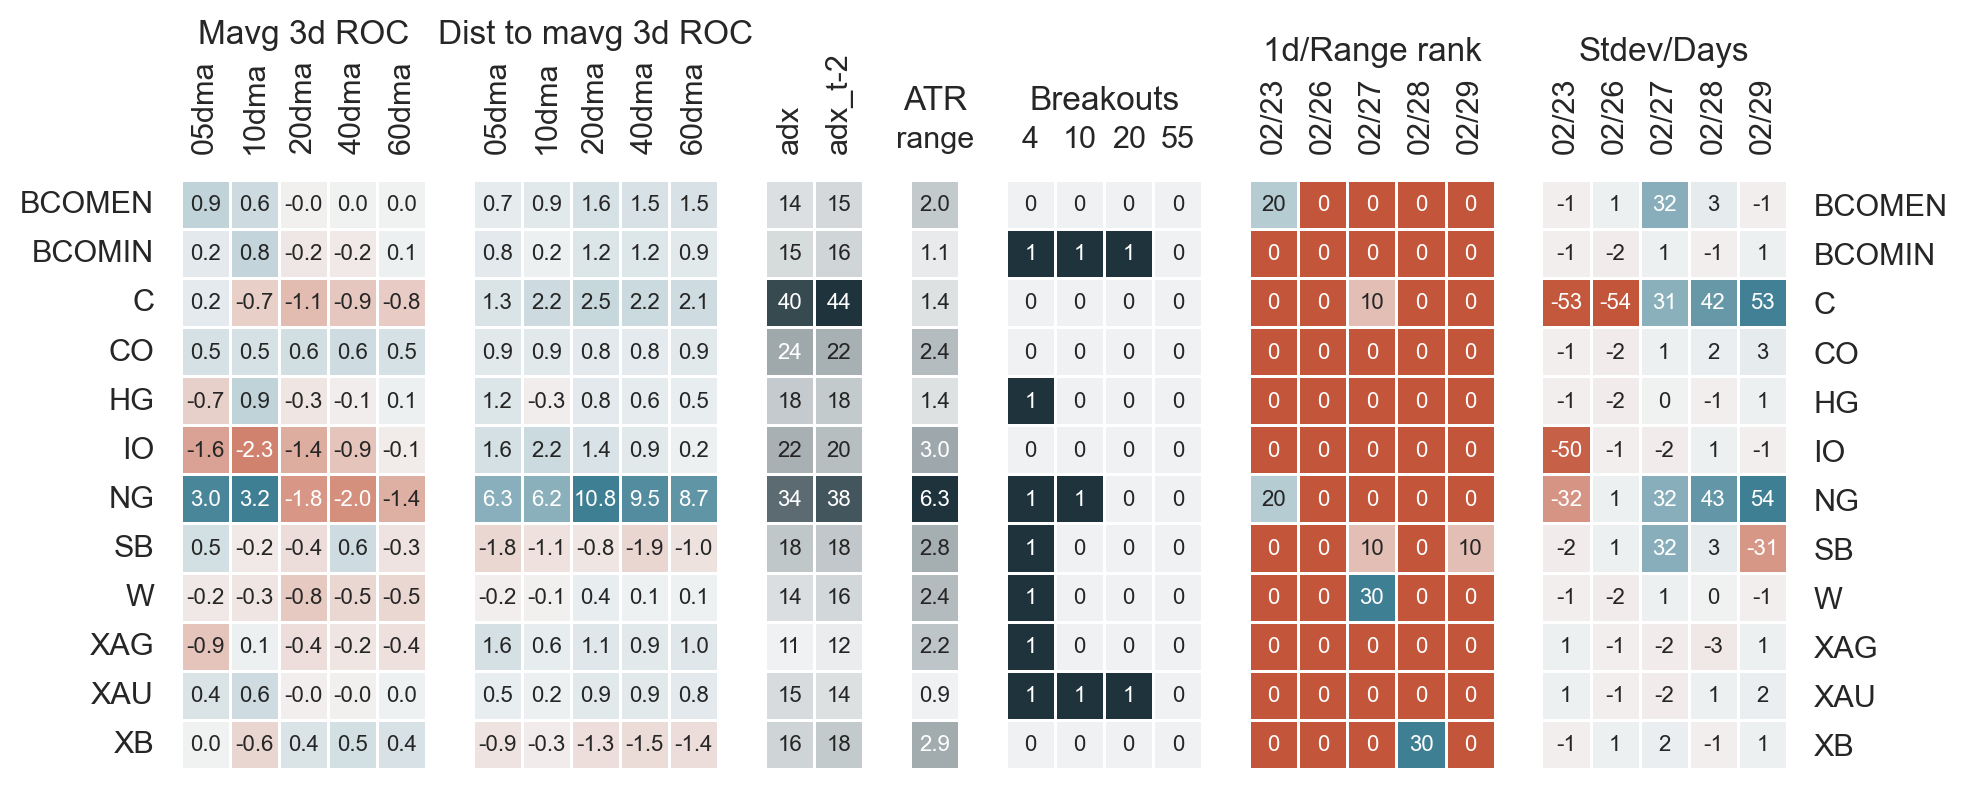 Mavg 3d ROC Dist to mavg 3d ROC
1d/Range rank Stdev/Days
ATR Breakouts
05dma 10dma 20dma 40dma 60dma 05dma 10dma 20dma 40dma 60dma adx adx_t-2 range 4 10 20 55 02/23 02/26 02/27 02/28 02/29 02/23 02/26 02/27 02/28 02/29
BCOMEN 0.9 0.6 -0.0 0.0 0.0 0.7 0.9 1.6 1.5 1.5 14 15 2.0 0 0 0 0 20 0 0 0 0 -1 1 32 3 -1 BCOMEN
BCOMIN 0.2 0.8 -0.2 -0.2 0.1 0.8 0.2 1.2 1.2 0.9 15 16 1.1 1 1 1 0 0 0 0 0 0 -1 -2 1 -1 1 BCOMIN
C 0.2 -0.7 -1.1 -0.9 -0.8 1.3 2.2 2.5 2.2 2.1 40 44 1.4 0 0 0 0 0 0 10 0 0 -53 -54 31 42 53 C
CO 0.5 0.5 0.6 0.6 0.5 0.9 0.9 0.8 0.8 0.9 24 22 2.4 0 0 0 0 0 0 0 0 0 -1 -2 1 2 3 CO
HG -0.7 0.9 -0.3 -0.1 0.1 1.2 -0.3 0.8 0.6 0.5 18 18 1.4 1 0 0 0 0 0 0 0 0 -1 -2 0 -1 1 HG
IO -1.6 -2.3 -1.4 -0.9 -0.1 1.6 2.2 1.4 0.9 0.2 22 20 3.0 0 0 0 0 0 0 0 0 0 -50 -1 -2 1 -1 IO
NG 3.0 3.2 -1.8 -2.0 -1.4 6.3 6.2 10.8 9.5 8.7 34 38 6.3 1 1 0 0 20 0 0 0 0 -32 1 32 43 54 NG
SB 0.5 -0.2 -0.4 0.6 -0.3 -1.8 -1.1 -0.8 -1.9 -1.0 18 18 2.8 1 0 0 0 0 0 10 0 10 -2 1 32 3 -31 SB
W -0.2 -0.3 -0.8 -0.5 -0.5 -0.2 -0.1 0.4 0.1 0.1 14 16 2.4 1 0 0 0 0 0 30 0 0 -1 -2 1 0 -1 W
XAG -0.9 0.1 -0.4 -0.2 -0.4 1.6 0.6 1.1 0.9 1.0 11 12 2.2 1 0 0 0 0 0 0 0 0 1 -1 -2 -3 1 XAG
XAU 0.4 0.6 -0.0 -0.0 0.0 0.5 0.2 0.9 0.9 0.8 15 14 0.9 1 1 1 0 0 0 0 0 0 1 -1 -2 1 2 XAU
XB 0.0 -0.6 0.4 0.5 0.4 -0.9 -0.3 -1.3 -1.5 -1.4 16 18 2.9 0 0 0 0 0 0 0 30 0 -1 1 2 -1 1 XB